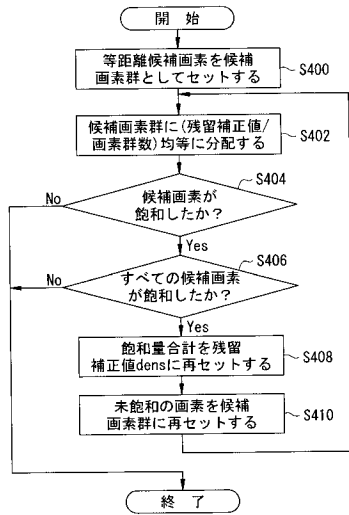 開 始
等距離候補画素を候補
画素群としてセットする
S400
候補画素群に(残留補正値/
画素群数)均等に分配する
S402
候補画素が
飽和したか?
S404
No
Yes
すべての候補画素
が飽和したか?
S406
No
Yes
飽和量合計を残留
補正値densに再セットする
S408
未飽和の画素を候補
画素群に再セットする
S410
終 了